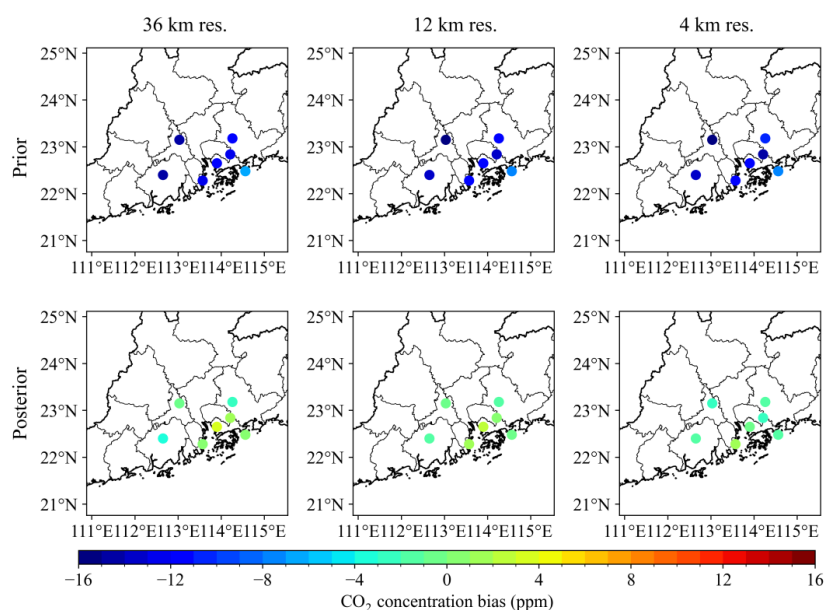 36 km res. 12 km res. 4 km res.
Prior
25°N 25°N 25°N
24°N 24°N 24°N
23°N 23°N 23°N
22°N 22°N 22°N
21°N 21°N 21°N
111°E112°E113°E114°E115°E 111°E112°E113°E114°E115°E 111°E112°E113°E114°E115°E
Posterior
25°N 25°N 25°N
24°N 24°N 24°N
23°N 23°N 23°N
22°N 22°N 22°N
21°N 21°N 21°N
111°E112°E113°E114°E115°E 111°E112°E113°E114°E115°E 111°E112°E113°E114°E115°E
−16 −12 −8 −4 0 4 8 12 16
CO₂ concentration bias (ppm)